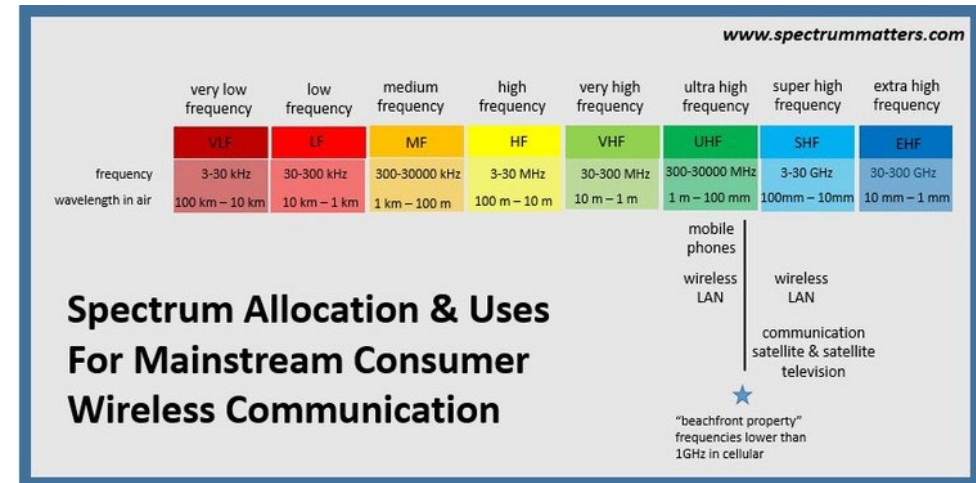 www.spectrummatters.com
very low low medium high very high ultra high super high extra high
frequency frequency frequency frequency frequency frequency frequency frequency
VLF LF MF HF VHF UHF SHF EHF
frequency 3-30 kHz 30-300 kHz 300-30000 kHz 3-30 MHz 30-300 MHz 300-30000 MHz 3-30 GHz 30-300 GHz
wavelength in air 100 km – 10 km 10 km – 1 km 1 km – 100 m 100 m – 10 m 10 m – 1 m 1 m – 100 mm 100mm – 10mm 10 mm – 1 mm
mobile
phones
wireless wireless
LAN LAN
communication
satellite & satellite
television
Spectrum Allocation & Uses
For Mainstream Consumer
Wireless Communication
"beachfront property"
frequencies lower than
1GHz in cellular